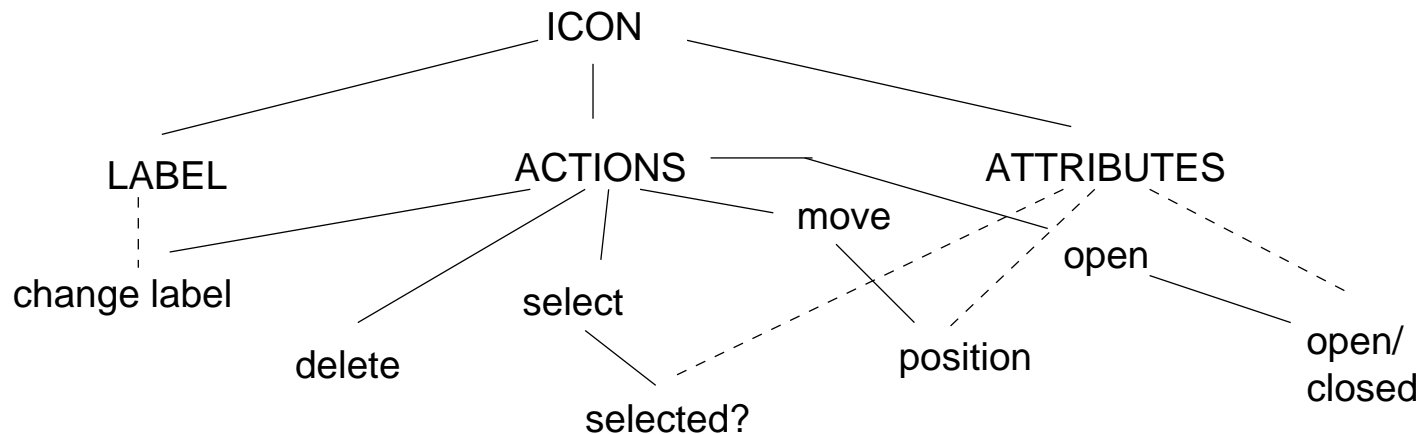 ICON
LABEL
ACTIONS
ATTRIBUTES
move
open
change label
select
delete
position
open/
closed
selected?